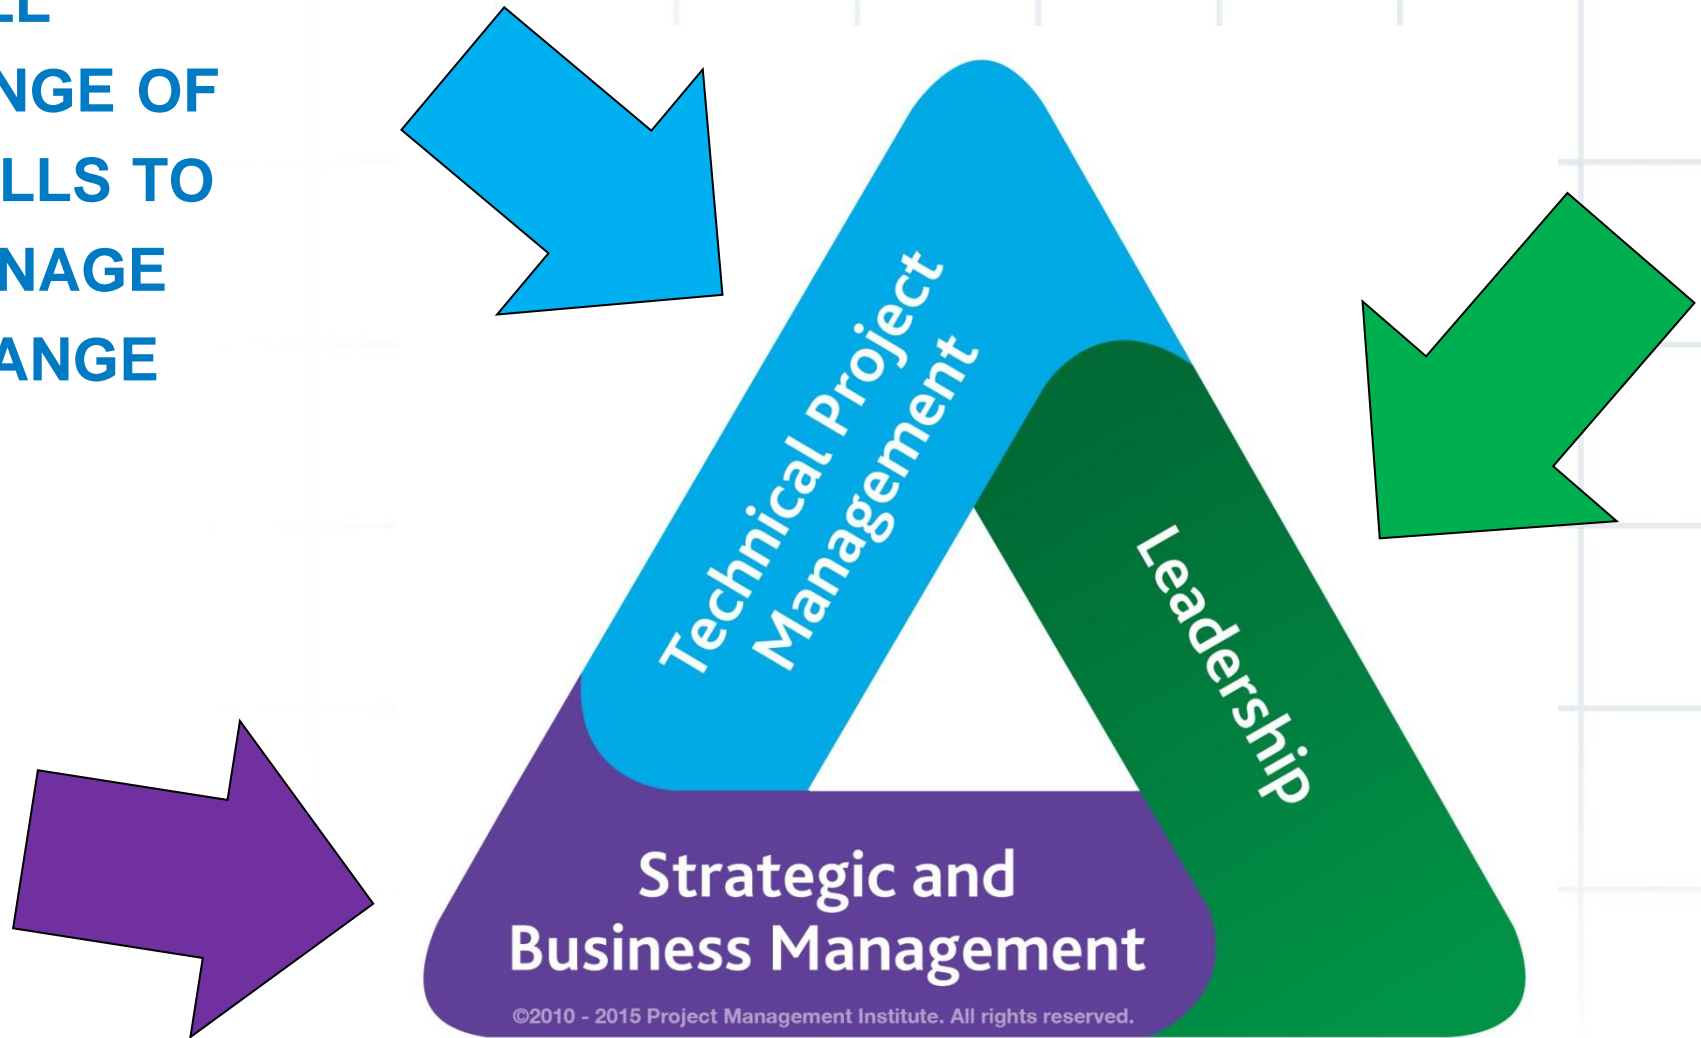 LL
NGE OF
LLS TO
NAGE
ANGE
Technical Project
Management
Leadership
Strategic and
Business Management
©2010 - 2015 Project Management Institute. All rights reserved.